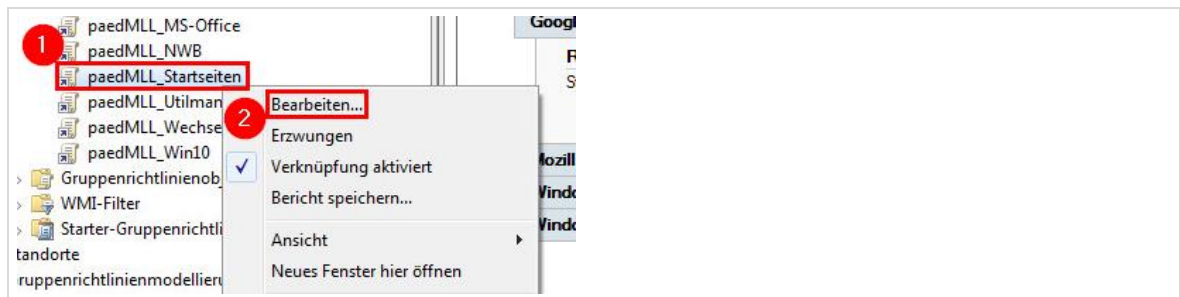 paedMLL_MS-Office
1
paedMLL_NWB
paedMLL_Startseiten
paedMLL_Utilman
2
Bearbeiten...
paedMLL_Wechse
Erzwungen
paedMLL_Win10
Verknüpfung aktiviert
Gruppenrichtlinienob
Bericht speichern...
WMI-Filter
Starter-Gruppenrichtli
Ansicht
tandorte
Neues Fenster hier öffnen
ruppenrichtlinienmodellieru
Googl
R
S
Mozill
Windo
Windo